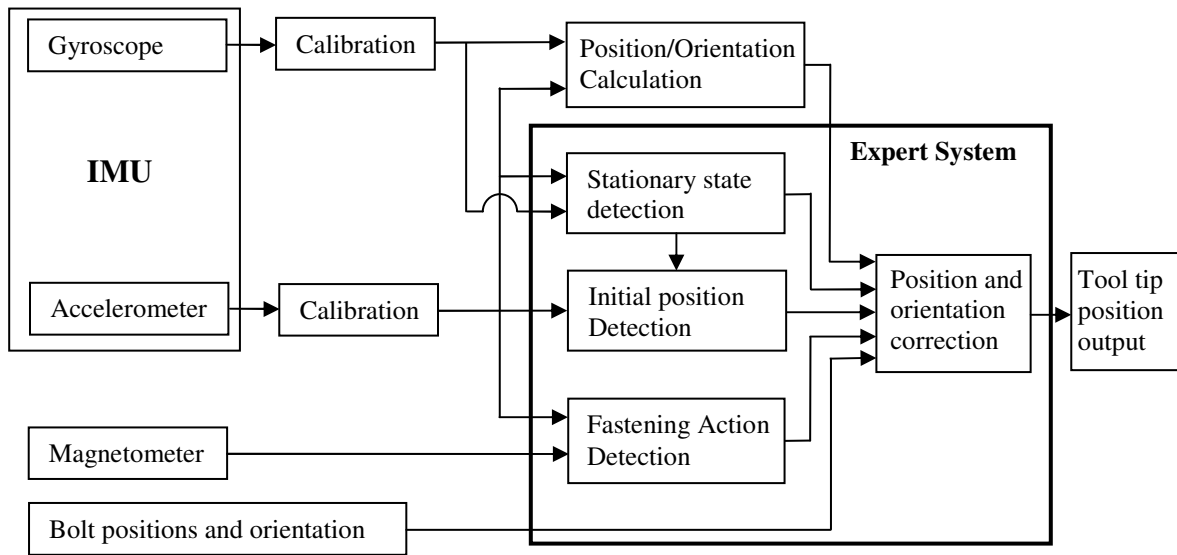 Gyroscope
Calibration
Position/Orientation
Calculation
IMU
Expert System
Stationary state
detection
Accelerometer
Calibration
Initial position
Detection
Position and
orientation
correction
Tool tip
position
output
Magnetometer
Fastening Action
Detection
Bolt positions and orientation